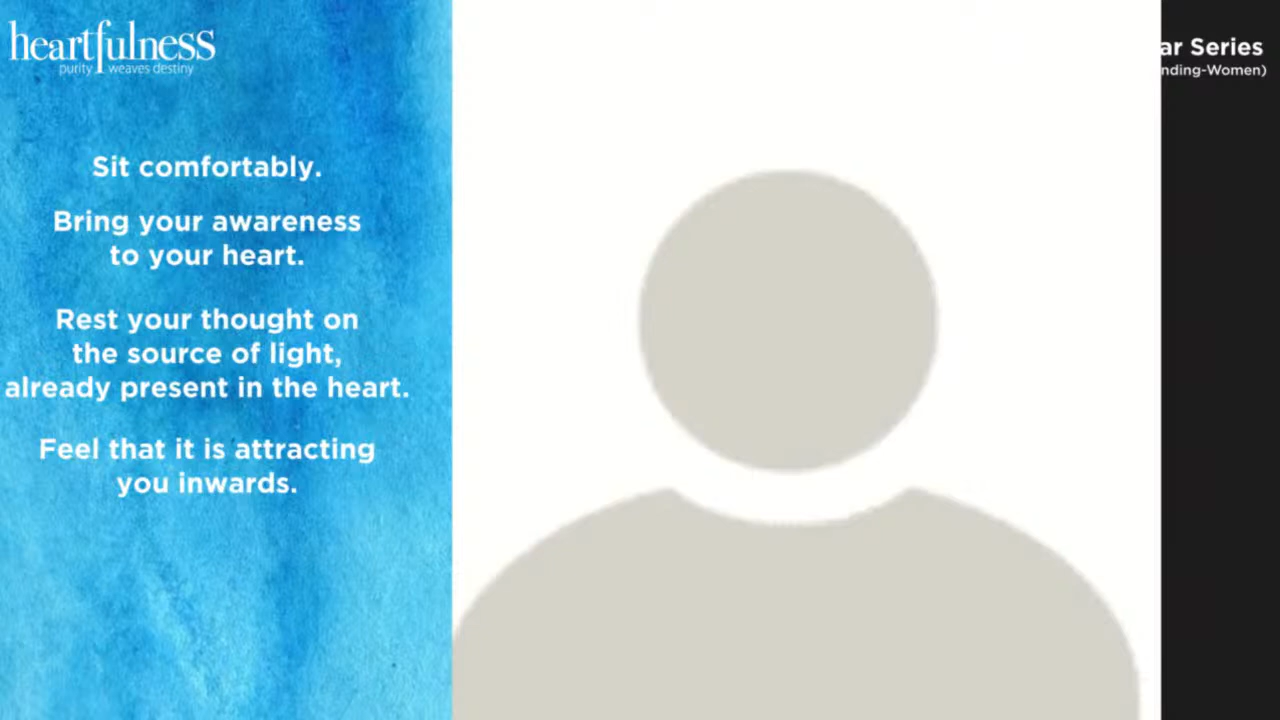 heartfulness
purity weaves destiny
ar Series
nding-Women)
Sit comfortably.
Bring your awareness
to your heart.
Rest your thought on
the source of light,
already present in the heart.
Feel that it is attracting
you inwards.